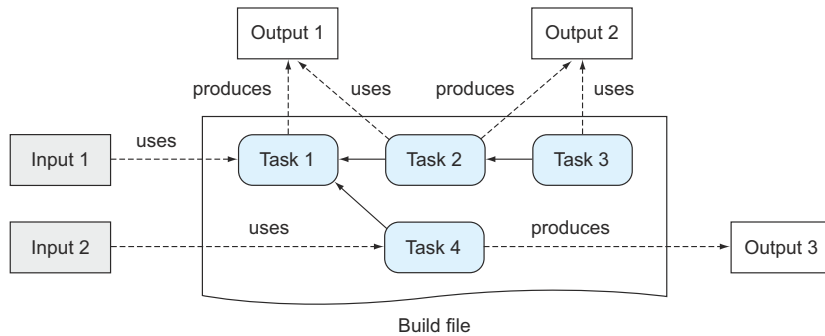 Output 1
Output 2
produces
uses
produces
uses
Input 1
uses
Task 1
Task 2
Task 3
Input 2
uses
Task 4
produces
Output 3
Build file